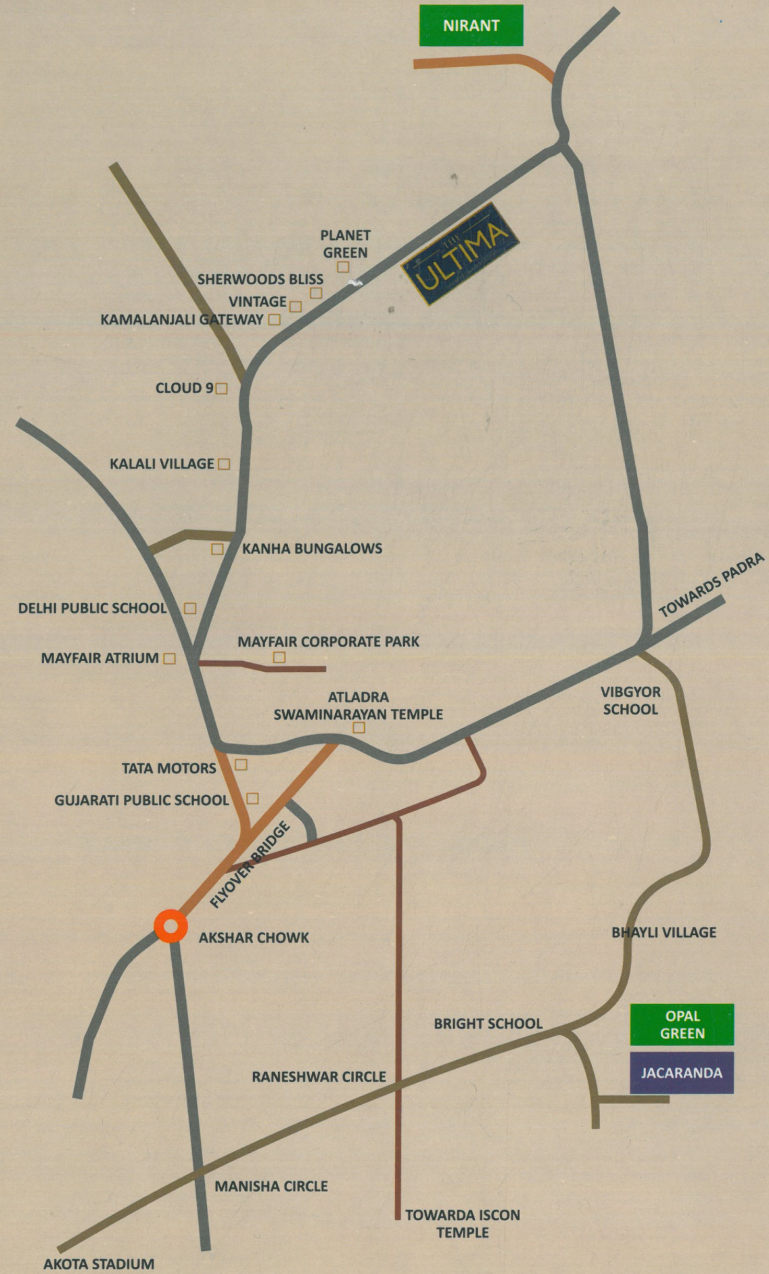 NIRANT
PLANET
GREEN
THE
ULTIMA
SHERWOODS BLISS
VINTAGE
KAMALANJALI GATEWAY
CLOUD 9
KALALI VILLAGE
KANHA BUNGALOWS
TOWARDS PADRA
DELHI PUBLIC SCHOOL
MAYFAIR CORPORATE PARK
MAYFAIR ATRIUM
VIBGYOR
SCHOOL
ATLADRA
SWAMINARAYAN TEMPLE
TATA MOTORS
GUJARATI PUBLIC SCHOOL
FLYOVER BRIDGE
AKSHAR CHOWK
BHAYLI VILLAGE
BRIGHT SCHOOL
OPAL
GREEN
JACARANDA
RANESHWAR CIRCLE
MANISHA CIRCLE
TOWARDA ISCON
TEMPLE
AKOTA STADIUM